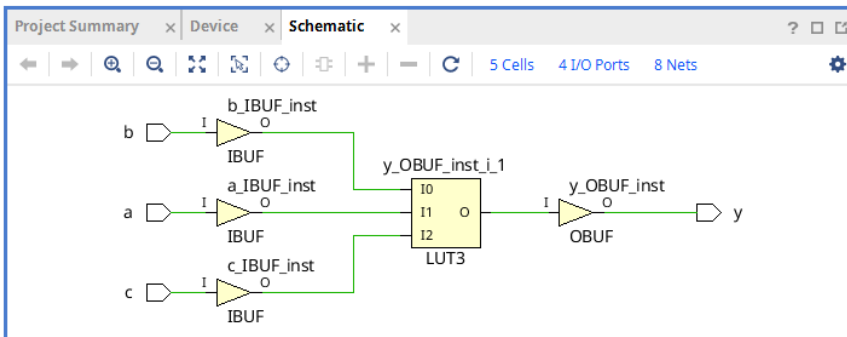 Project Summary × Device × Schematic × ?
5 Cells 4 I/O Ports 8 Nets
b_IBUF_inst
b I O
IBUF
y_OBUF_inst_i_1
a_IBUF_inst
I0
y_OBUF_inst
a I O
I1 O
I O
y
IBUF
I2
OBUF
LUT3
c_IBUF_inst
c I O
IBUF